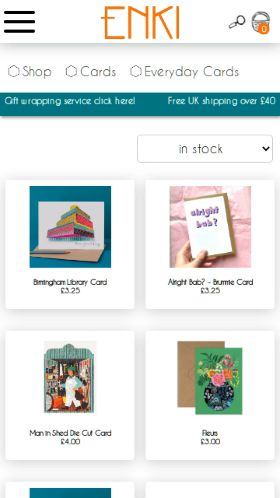 ENKI
0
Shop Cards Everyday Cards
Gift wrapping service click here! Free UK shipping over £40
in stock
alright
bab?
Birmingham Library Card
£3.25
Alright Bab? - Brummie Card
£3.25
Man in Shed Die Cut Card
£4.00
Fleurs
£3.00